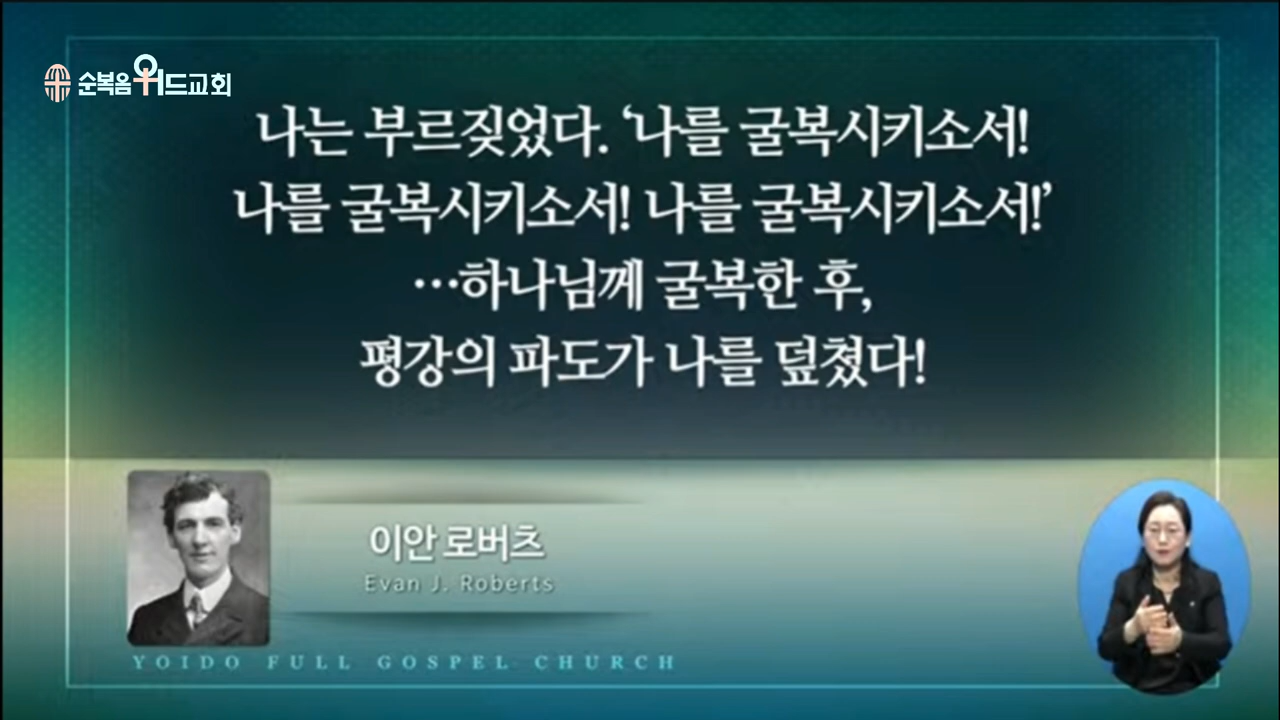 순복음워드교회
나는 부르짖었다. ‘나를 굴복시키소서!
나를 굴복시키소서! 나를 굴복시키소서!’
…하나님께 굴복한 후,
평강의 파도가 나를 덮쳤다!
이안 로버츠
Evan J. Roberts
YOIDO FULL GOSPEL CHURCH